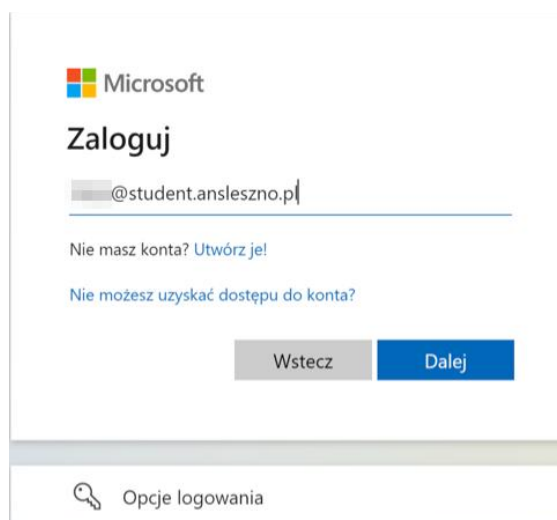 Microsoft
Zaloguj
@student.ansleszno.pl
Nie masz konta? Utwórz je!
Nie możesz uzyskać dostępu do konta?
Wstecz
Dalej
Opcje logowania